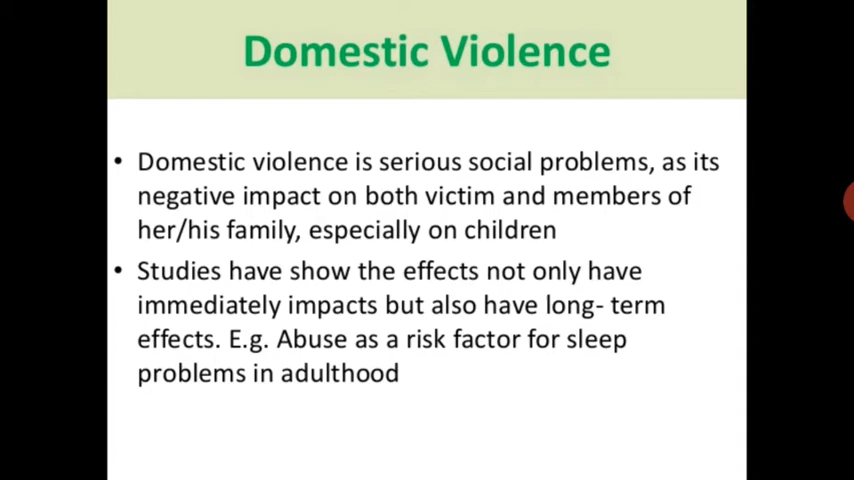 Domestic Violence
• Domestic violence is serious social problems, as its
negative impact on both victim and members of
her/his family, especially on children
• Studies have show the effects not only have
immediately impacts but also have long- term
effects. E.g. Abuse as a risk factor for sleep
problems in adulthood